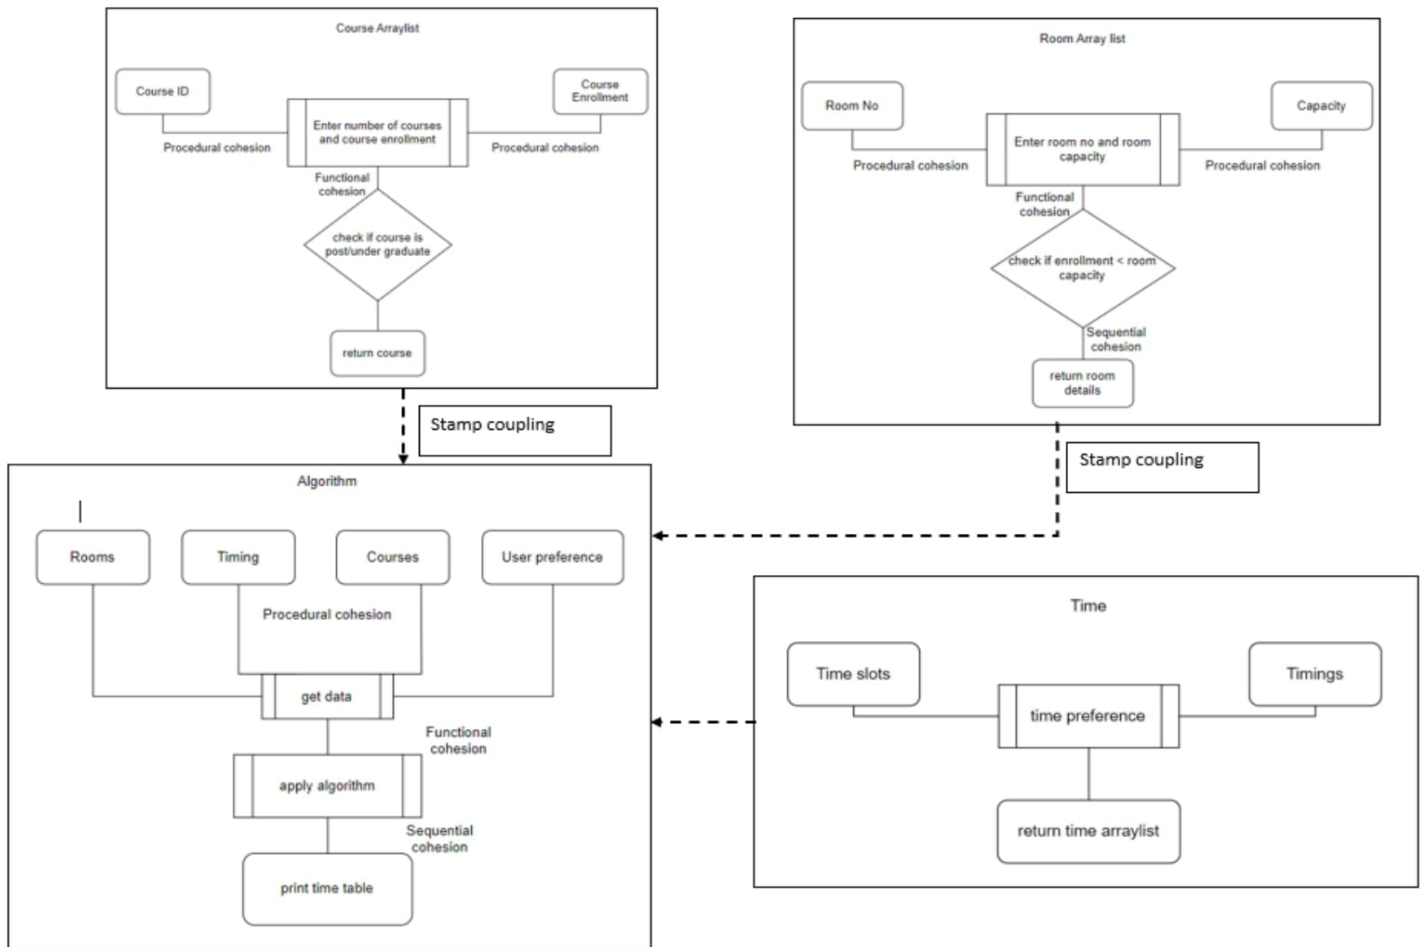 Course Arraylist
Course ID
Course
Enrollment
Enter number of courses
and course enrollment
Procedural cohesion
Procedural cohesion
Functional
cohesion
check if course is
post/under graduate
return course
Stamp coupling
Room Array list
Room No
Capacity
Enter room no and room
capacity
Procedural cohesion
Procedural cohesion
Functional
cohesion
check if enrollment < room
capacity
Sequential
cohesion
return room
details
Stamp coupling
Algorithm
Rooms
Timing
Courses
User preference
Procedural cohesion
get data
Functional
cohesion
apply algorithm
Sequential
cohesion
print time table
Time
Time slots
Timings
time preference
return time arraylist